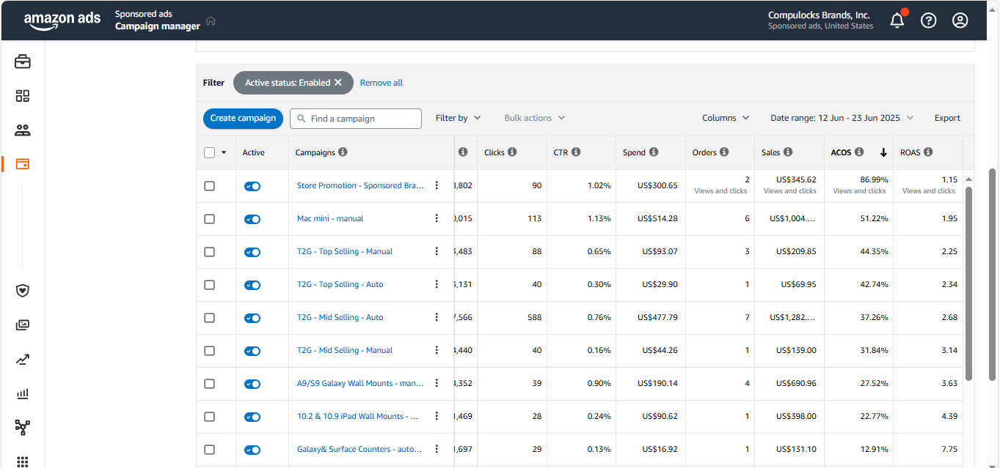 amazon ads
Sponsored ads
Campaign manager
Compulocks Brands, Inc.
Sponsored ads, United States
Filter Active status: Enabled Remove all
Create campaign Find a campaign Filter by Bulk actions Columns Date range: 12 Jun - 23 Jun 2025 Export
Active Campaigns Clicks CTR Spend Orders Sales ACOS ROAS
Store Promotion - Sponsored Bra... 3,802 90 1.02% US$300.65 2 US$345.62 86.99% 1.15
Views and clicks Views and clicks Views and clicks Views and clicks
Mac mini - manual 0,015 113 1.13% US$514.28 6 US$1,004.... 51.22% 1.95
T2G - Top Selling - Manual ,483 88 0.65% US$93.07 3 US$209.85 44.35% 2.25
T2G - Top Selling - Auto 3,131 40 0.30% US$29.90 1 US$69.95 42.74% 2.34
T2G - Mid Selling - Auto 7,566 588 0.76% US$477.79 7 US$1,282.... 37.26% 2.68
T2G - Mid Selling - Manual ,440 40 0.16% US$44.26 1 US$139.00 31.84% 3.14
A9/S9 Galaxy Wall Mounts - man... ,352 39 0.90% US$190.14 4 US$690.96 27.52% 3.63
10.2 & 10.9 iPad Wall Mounts - ... ,469 28 0.24% US$90.62 1 US$398.00 22.77% 4.39
Galaxy& Surface Counters - auto... ,697 29 0.13% US$16.92 1 US$131.10 12.91% 7.75